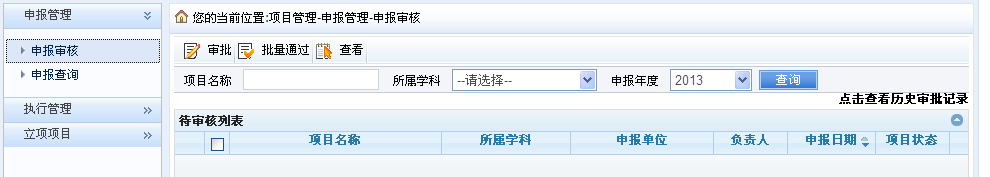 申报管理
申报审核
申报查询
执行管理
立项项目
您的当前位置:项目管理-申报管理-申报审核
审批 批量通过 查看
项目名称 所属学科 --请选择-- 申报年度 2013 查询
点击查看历史审批记录
待审核列表
项目名称 所属学科 申报单位 负责人 申报日期 项目状态